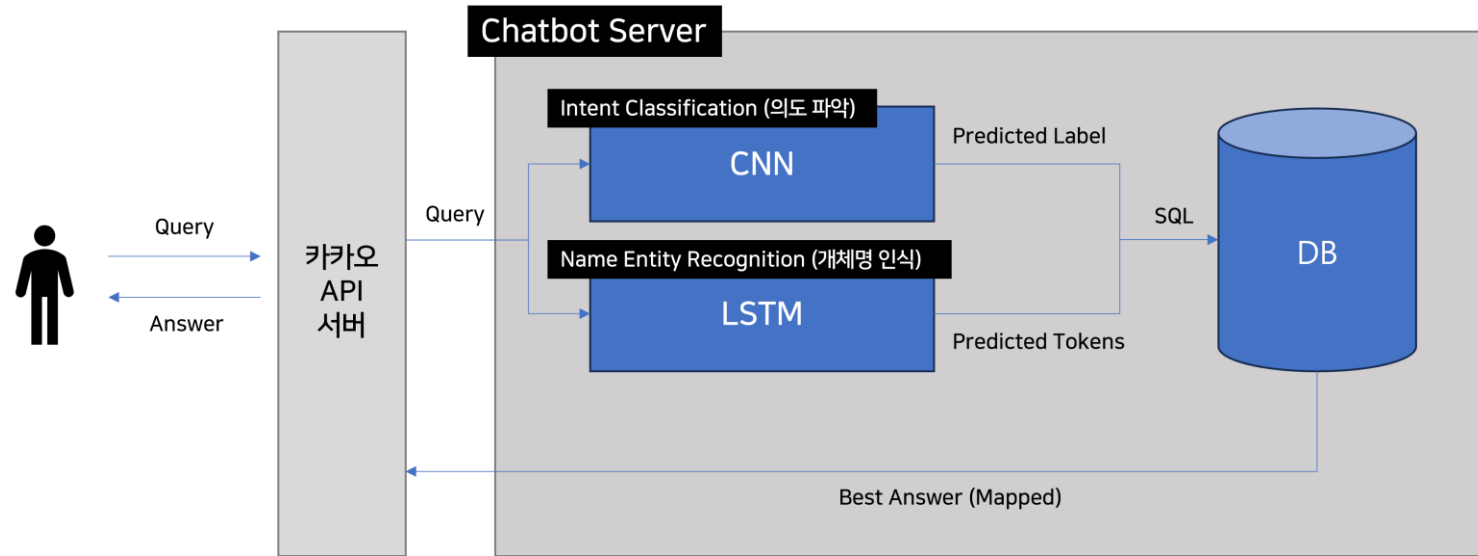 Chatbot Server
Intent Classification (의도 파악)
CNN
Predicted Label
Query
Query
SQL
카카오
API
서버
DB
Name Entity Recognition (개체명 인식)
LSTM
Answer
Predicted Tokens
Best Answer (Mapped)